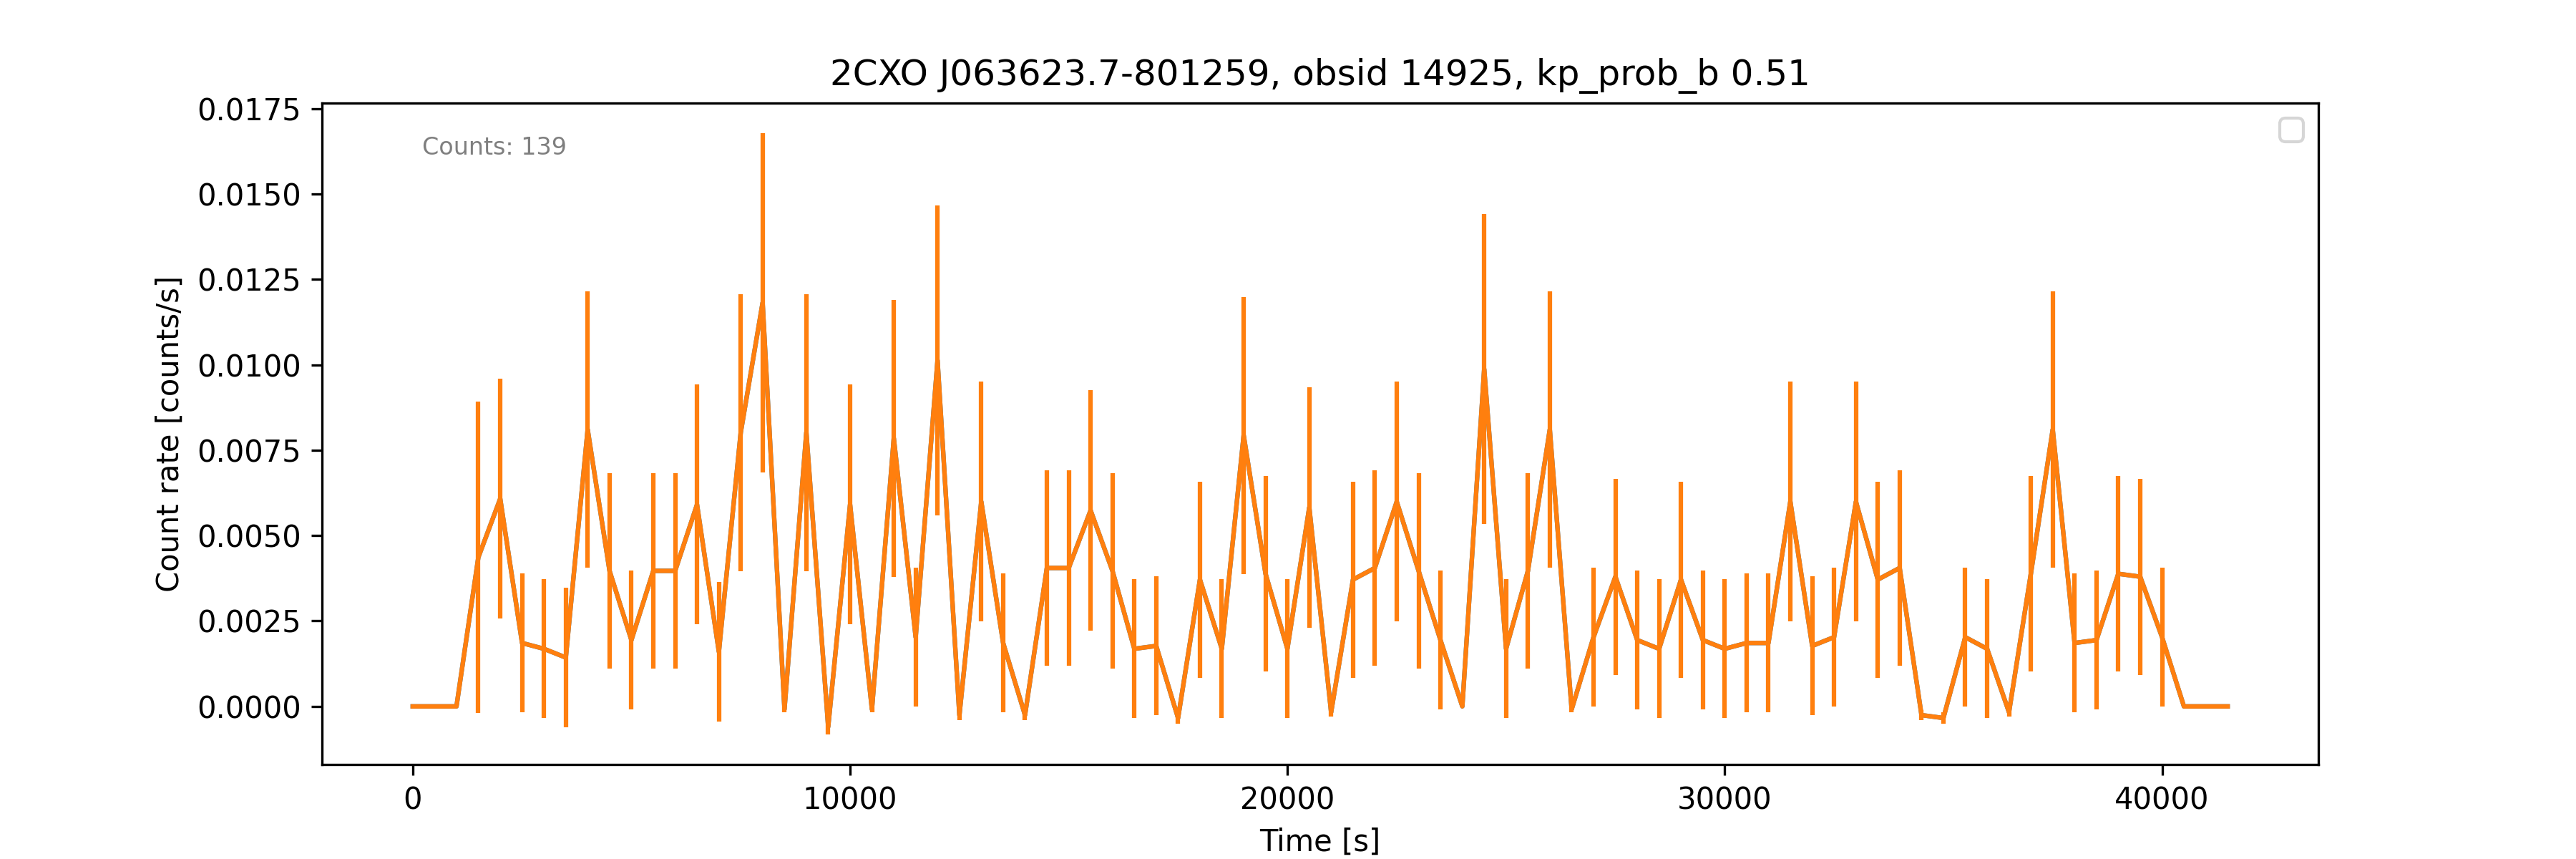 2CXO J063623.7-801259, obsid 14925, kp_prob_b 0.51
Counts: 139
Count rate [counts/s]
0.0175
0.0150
0.0125
0.0100
0.0075
0.0050
0.0025
0.0000
0 10000 20000 30000 40000
Time [s]